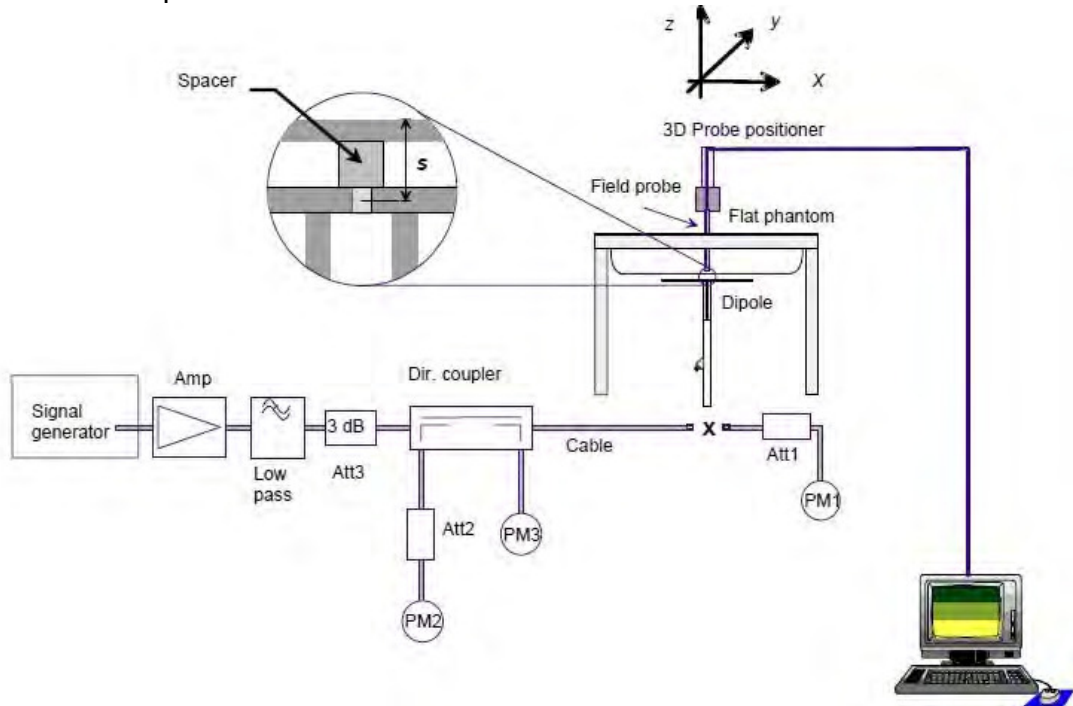 z
y
X
Spacer
s
3D Probe positioner
Field probe
Flat phantom
Dipole
Signal
generator
Amp
Low
pass
3 dB
Att3
Dir. coupler
Cable
x
Att1
PM1
Att2
PM3
PM2